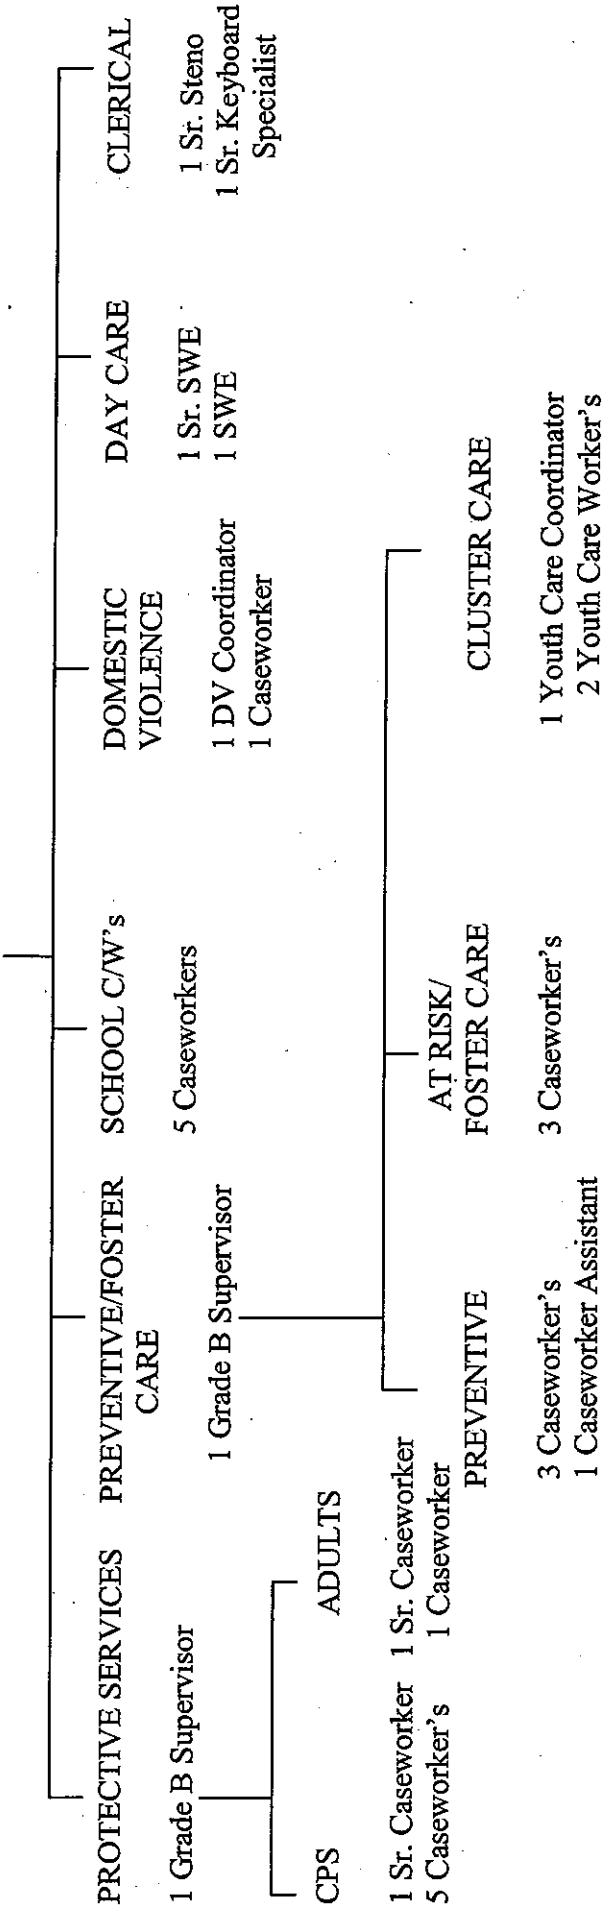 PROTECTIVE SERVICES
1 Grade B Supervisor
CPS
1 Sr. Caseworker
5 Caseworker's
ADULTS
1 Sr. Caseworker
1 Caseworker
PREVENTIVE/FOSTER
CARE
1 Grade B Supervisor
PREVENTIVE
3 Caseworker's
1 Caseworker Assistant
AT RISK/
FOSTER CARE
3 Caseworker's
CLUSTER CARE
1 Youth Care Coordinator
2 Youth Care Worker's
SCHOOL C/W's
5 Caseworkers
DOMESTIC
VIOLENCE
1 DV Coordinator
1 Caseworker
DAY CARE
1 Sr. SWE
1 SWE
CLERICAL
1 Sr. Steno
1 Sr. Keyboard
Specialist